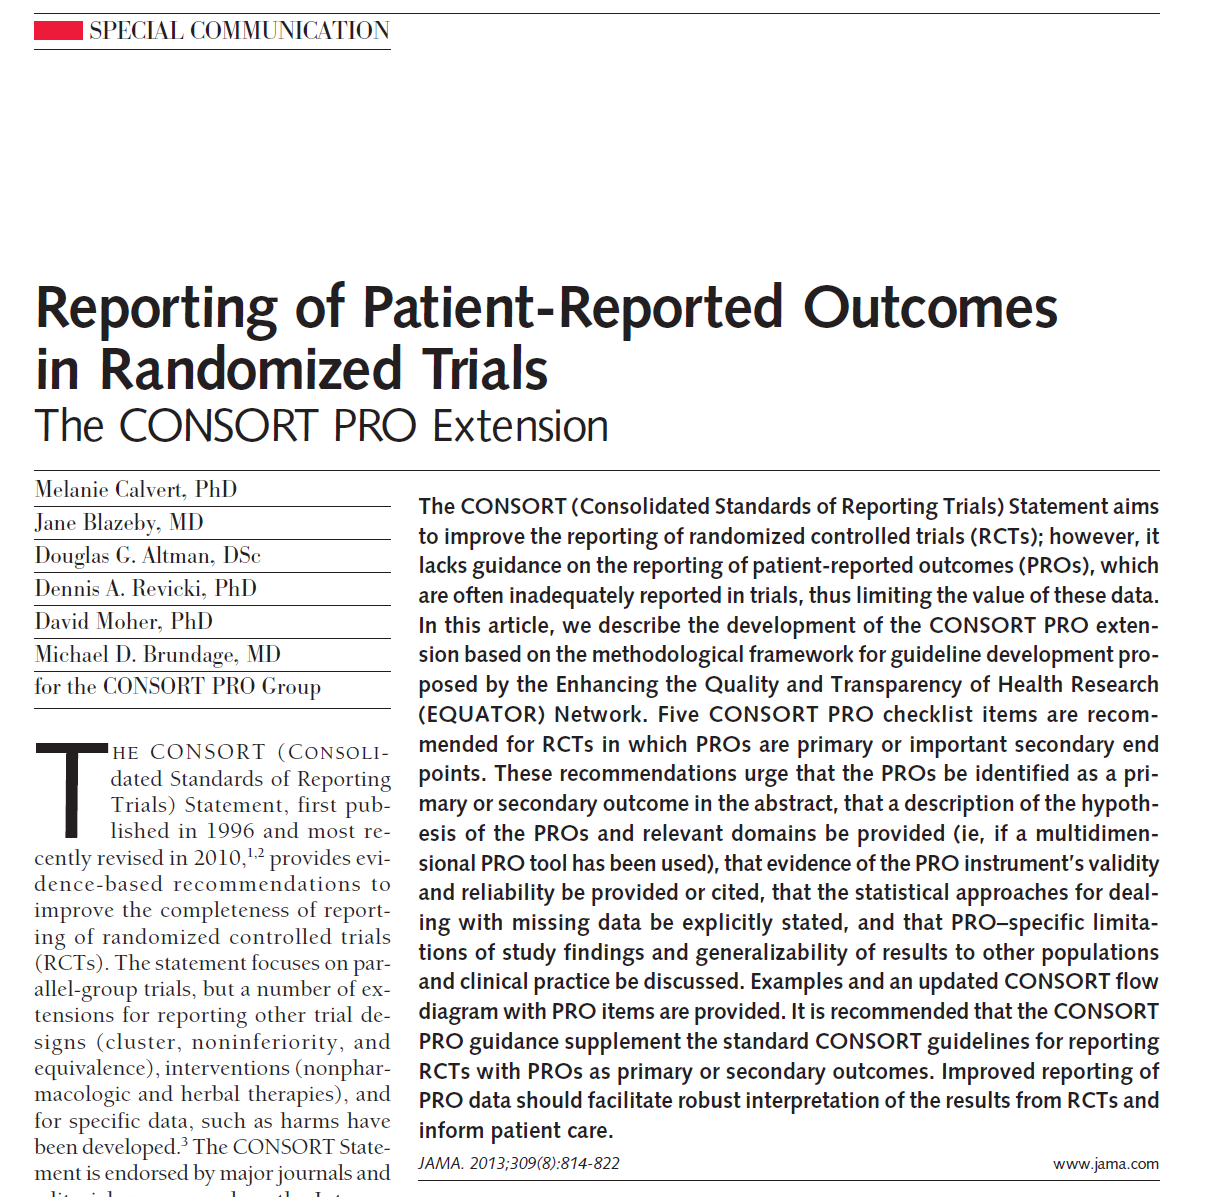 SPECIAL COMMUNICATION
Reporting of Patient-Reported Outcomes
in Randomized Trials
The CONSORT PRO Extension
Melanie Calvert, PhD
Jane Blazeby, MD
Douglas G. Altman, DSc
Dennis A. Revicki, PhD
David Moher, PhD
Michael D. Brundage, MD
for the CONSORT PRO Group
THE CONSORT (CONSOLI-
dated Standards of Reporting
Trials) Statement, first pub-
lished in 1996 and most re-
cently revised in 2010,1,2 provides evi-
dence-based recommendations to
improve the completeness of report-
ing of randomized controlled trials
(RCTs). The statement focuses on par-
allel-group trials, but a number of ex-
tensions for reporting other trial de-
signs (cluster, noninferiority, and
equivalence), interventions (nonphar-
macologic and herbal therapies), and
for specific data, such as harms have
been developed.3 The CONSORT State-
ment is endorsed by major journals and
The CONSORT (Consolidated Standards of Reporting Trials) Statement aims
to improve the reporting of randomized controlled trials (RCTs); however, it
lacks guidance on the reporting of patient-reported outcomes (PROs), which
are often inadequately reported in trials, thus limiting the value of these data.
In this article, we describe the development of the CONSORT PRO exten-
sion based on the methodological framework for guideline development pro-
posed by the Enhancing the Quality and Transparency of Health Research
(EQUATOR) Network. Five CONSORT PRO checklist items are recom-
mended for RCTs in which PROs are primary or important secondary end
points. These recommendations urge that the PROs be identified as a pri-
mary or secondary outcome in the abstract, that a description of the hypoth-
esis of the PROs and relevant domains be provided (ie, if a multidimen-
sional PRO tool has been used), that evidence of the PRO instrument's validity
and reliability be provided or cited, that the statistical approaches for deal-
ing with missing data be explicitly stated, and that PRO–specific limita-
tions of study findings and generalizability of results to other populations
and clinical practice be discussed. Examples and an updated CONSORT flow
diagram with PRO items are provided. It is recommended that the CONSORT
PRO guidance supplement the standard CONSORT guidelines for reporting
RCTs with PROs as primary or secondary outcomes. Improved reporting of
PRO data should facilitate robust interpretation of the results from RCTs and
inform patient care.
JAMA. 2013;309(8):814-822
www.jama.com